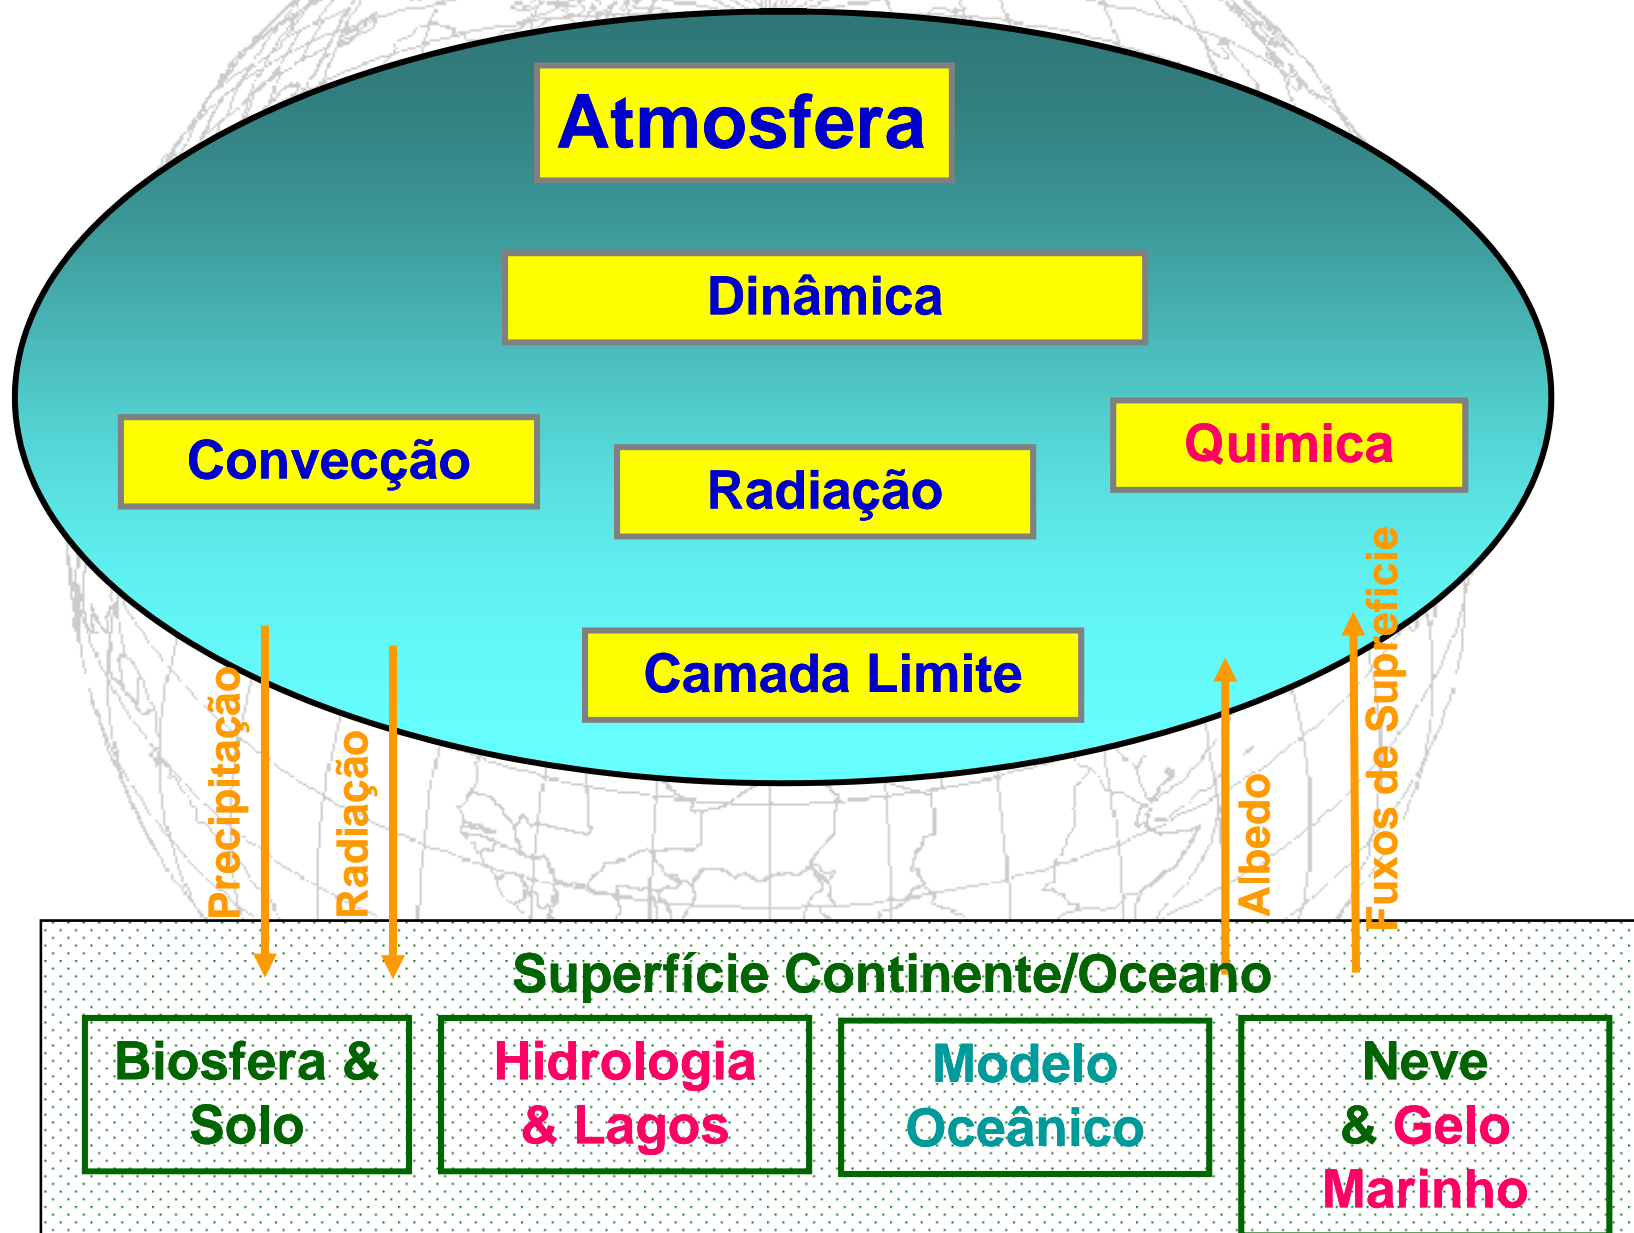 Atmosfera
Dinâmica
Convecção
Radiação
Quimica
Camada Limite
Precipitação
Radiação
Albedo
Fuxos de Supreficie
Superfície Continente/Oceano
Biosfera &
Solo
Hidrologia
& Lagos
Modelo
Oceânico
Neve
& Gelo
Marinho